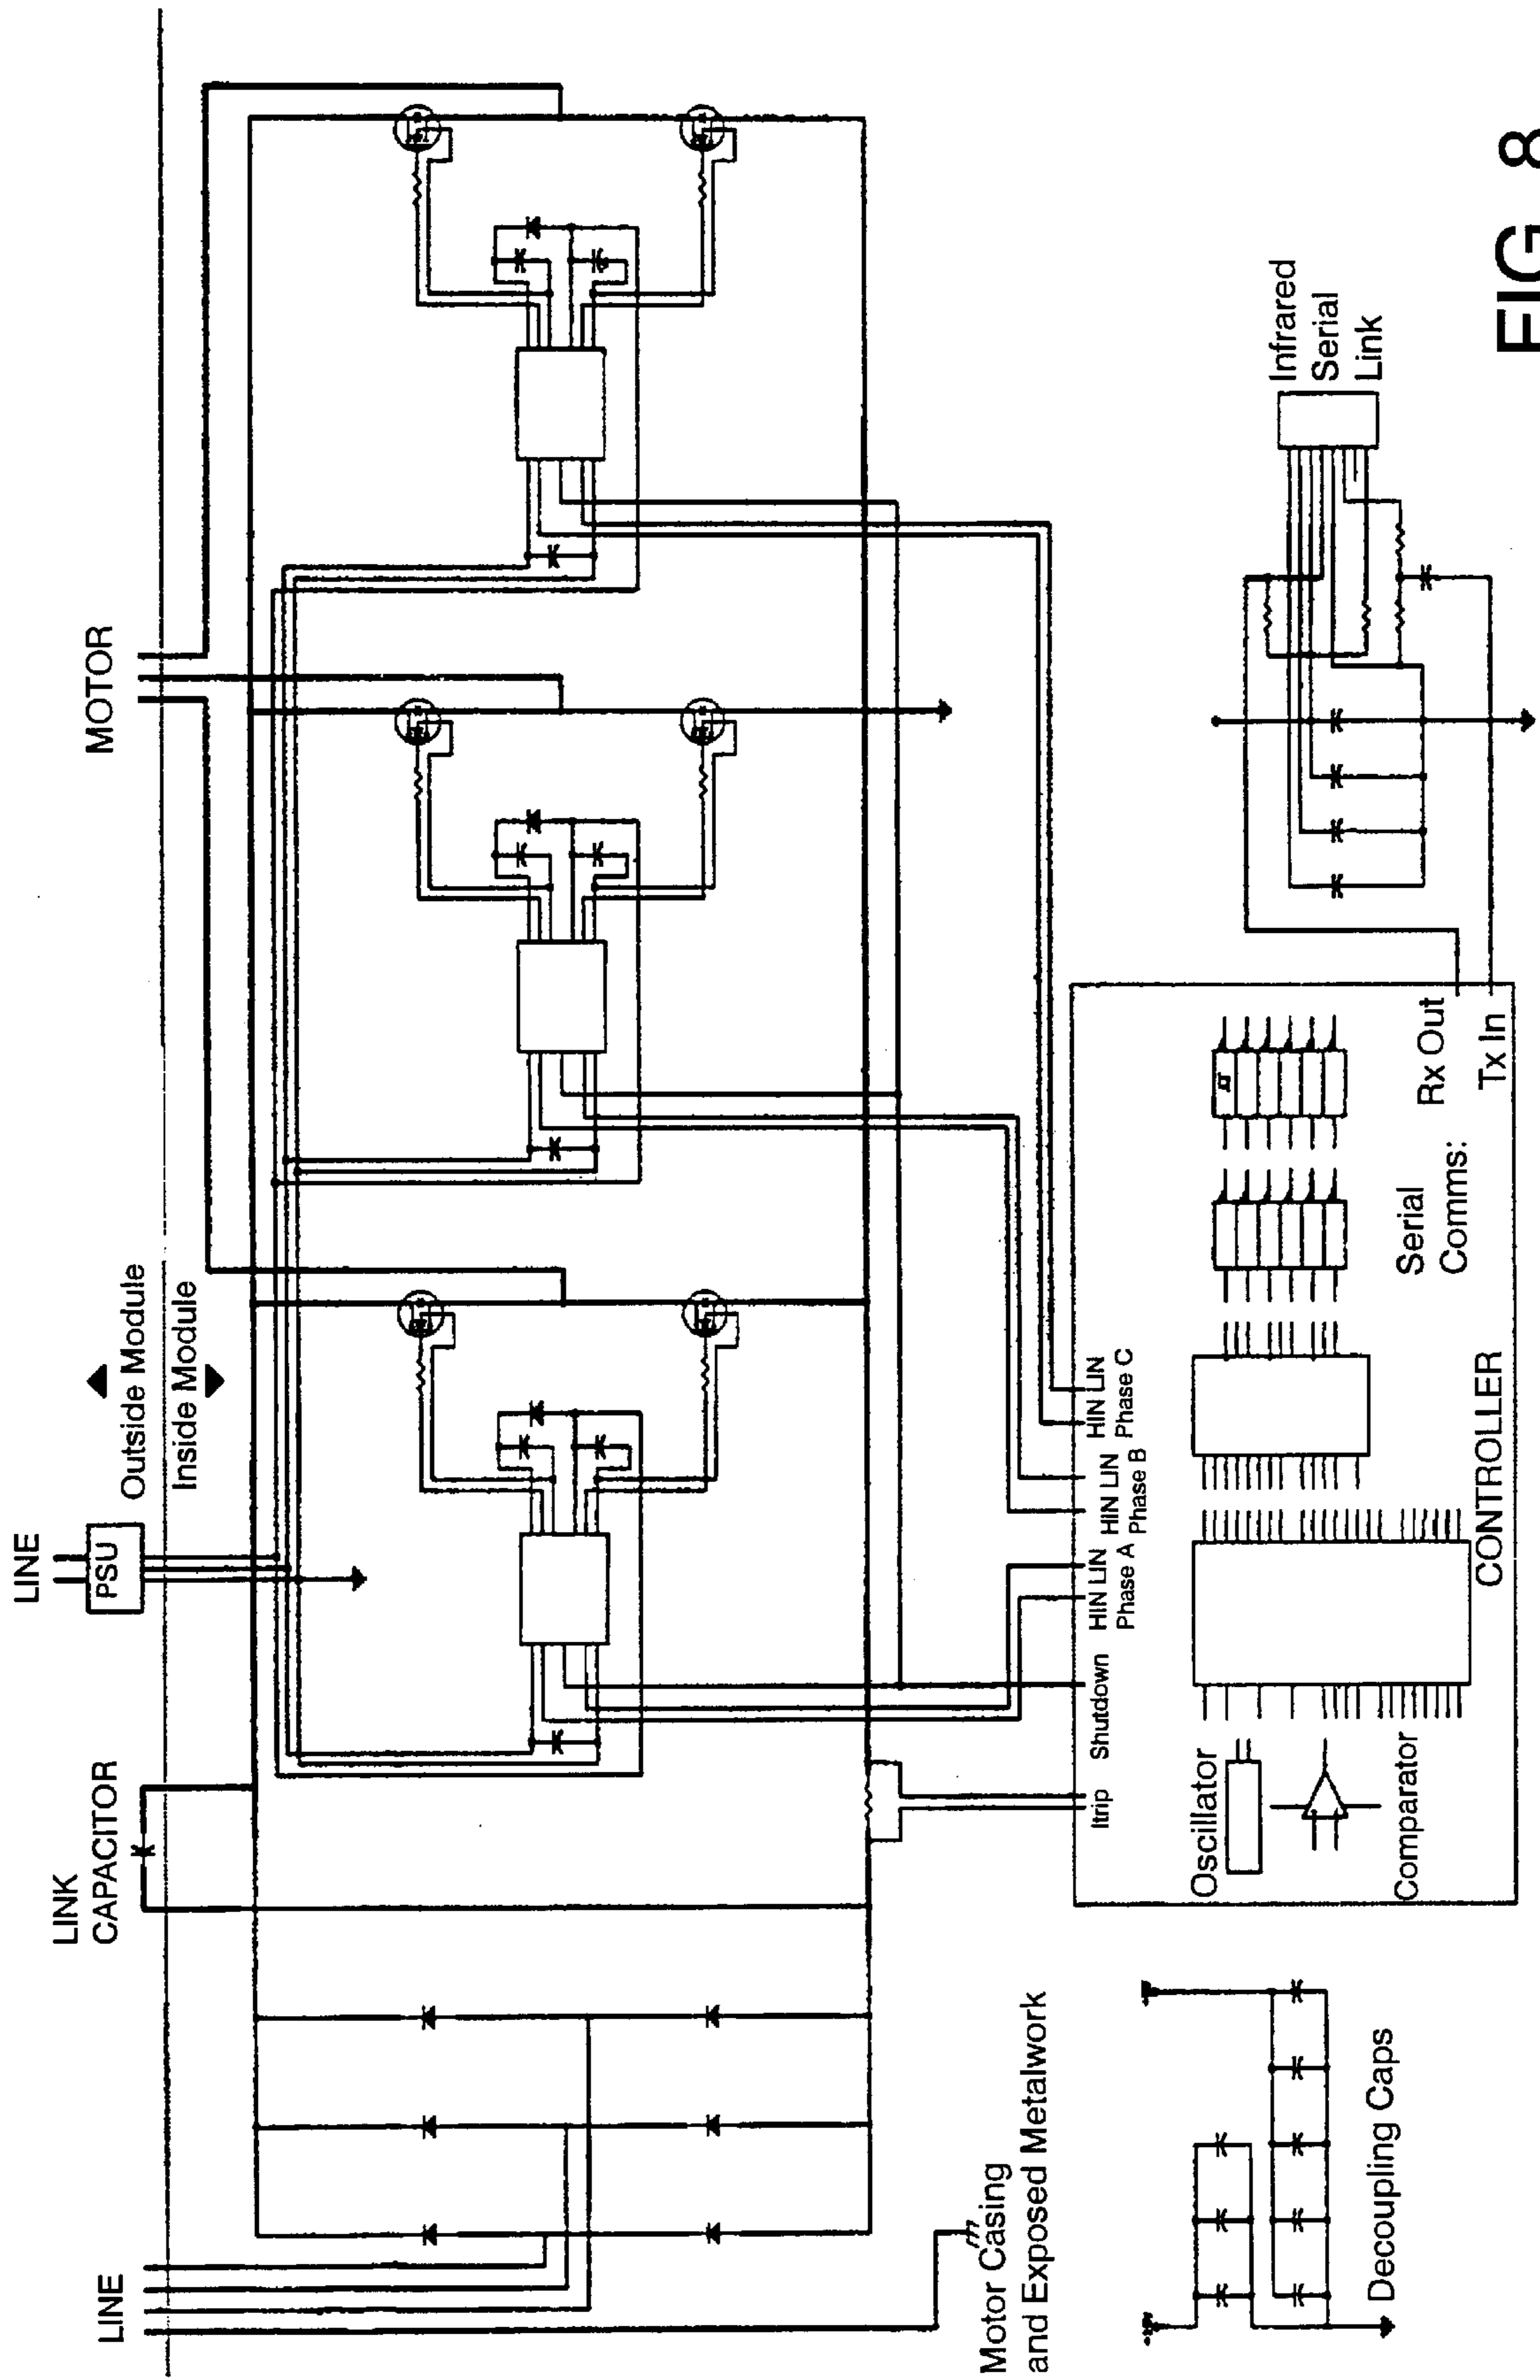 LINE
LINK
CAPACITOR
LINE
PSU
Outside Module
Inside Module
MOTOR
Motor Casing
and Exposed Metalwork
Decoupling Caps
Itrip
Shutdown
HIN LIN
Phase A
HIN LIN
Phase B
HIN LIN
Phase C
Oscillator
Comparator
CONTROLLER
Serial
Comms:
Rx Out
Tx In
Infrared
Serial
Link
FIG 8